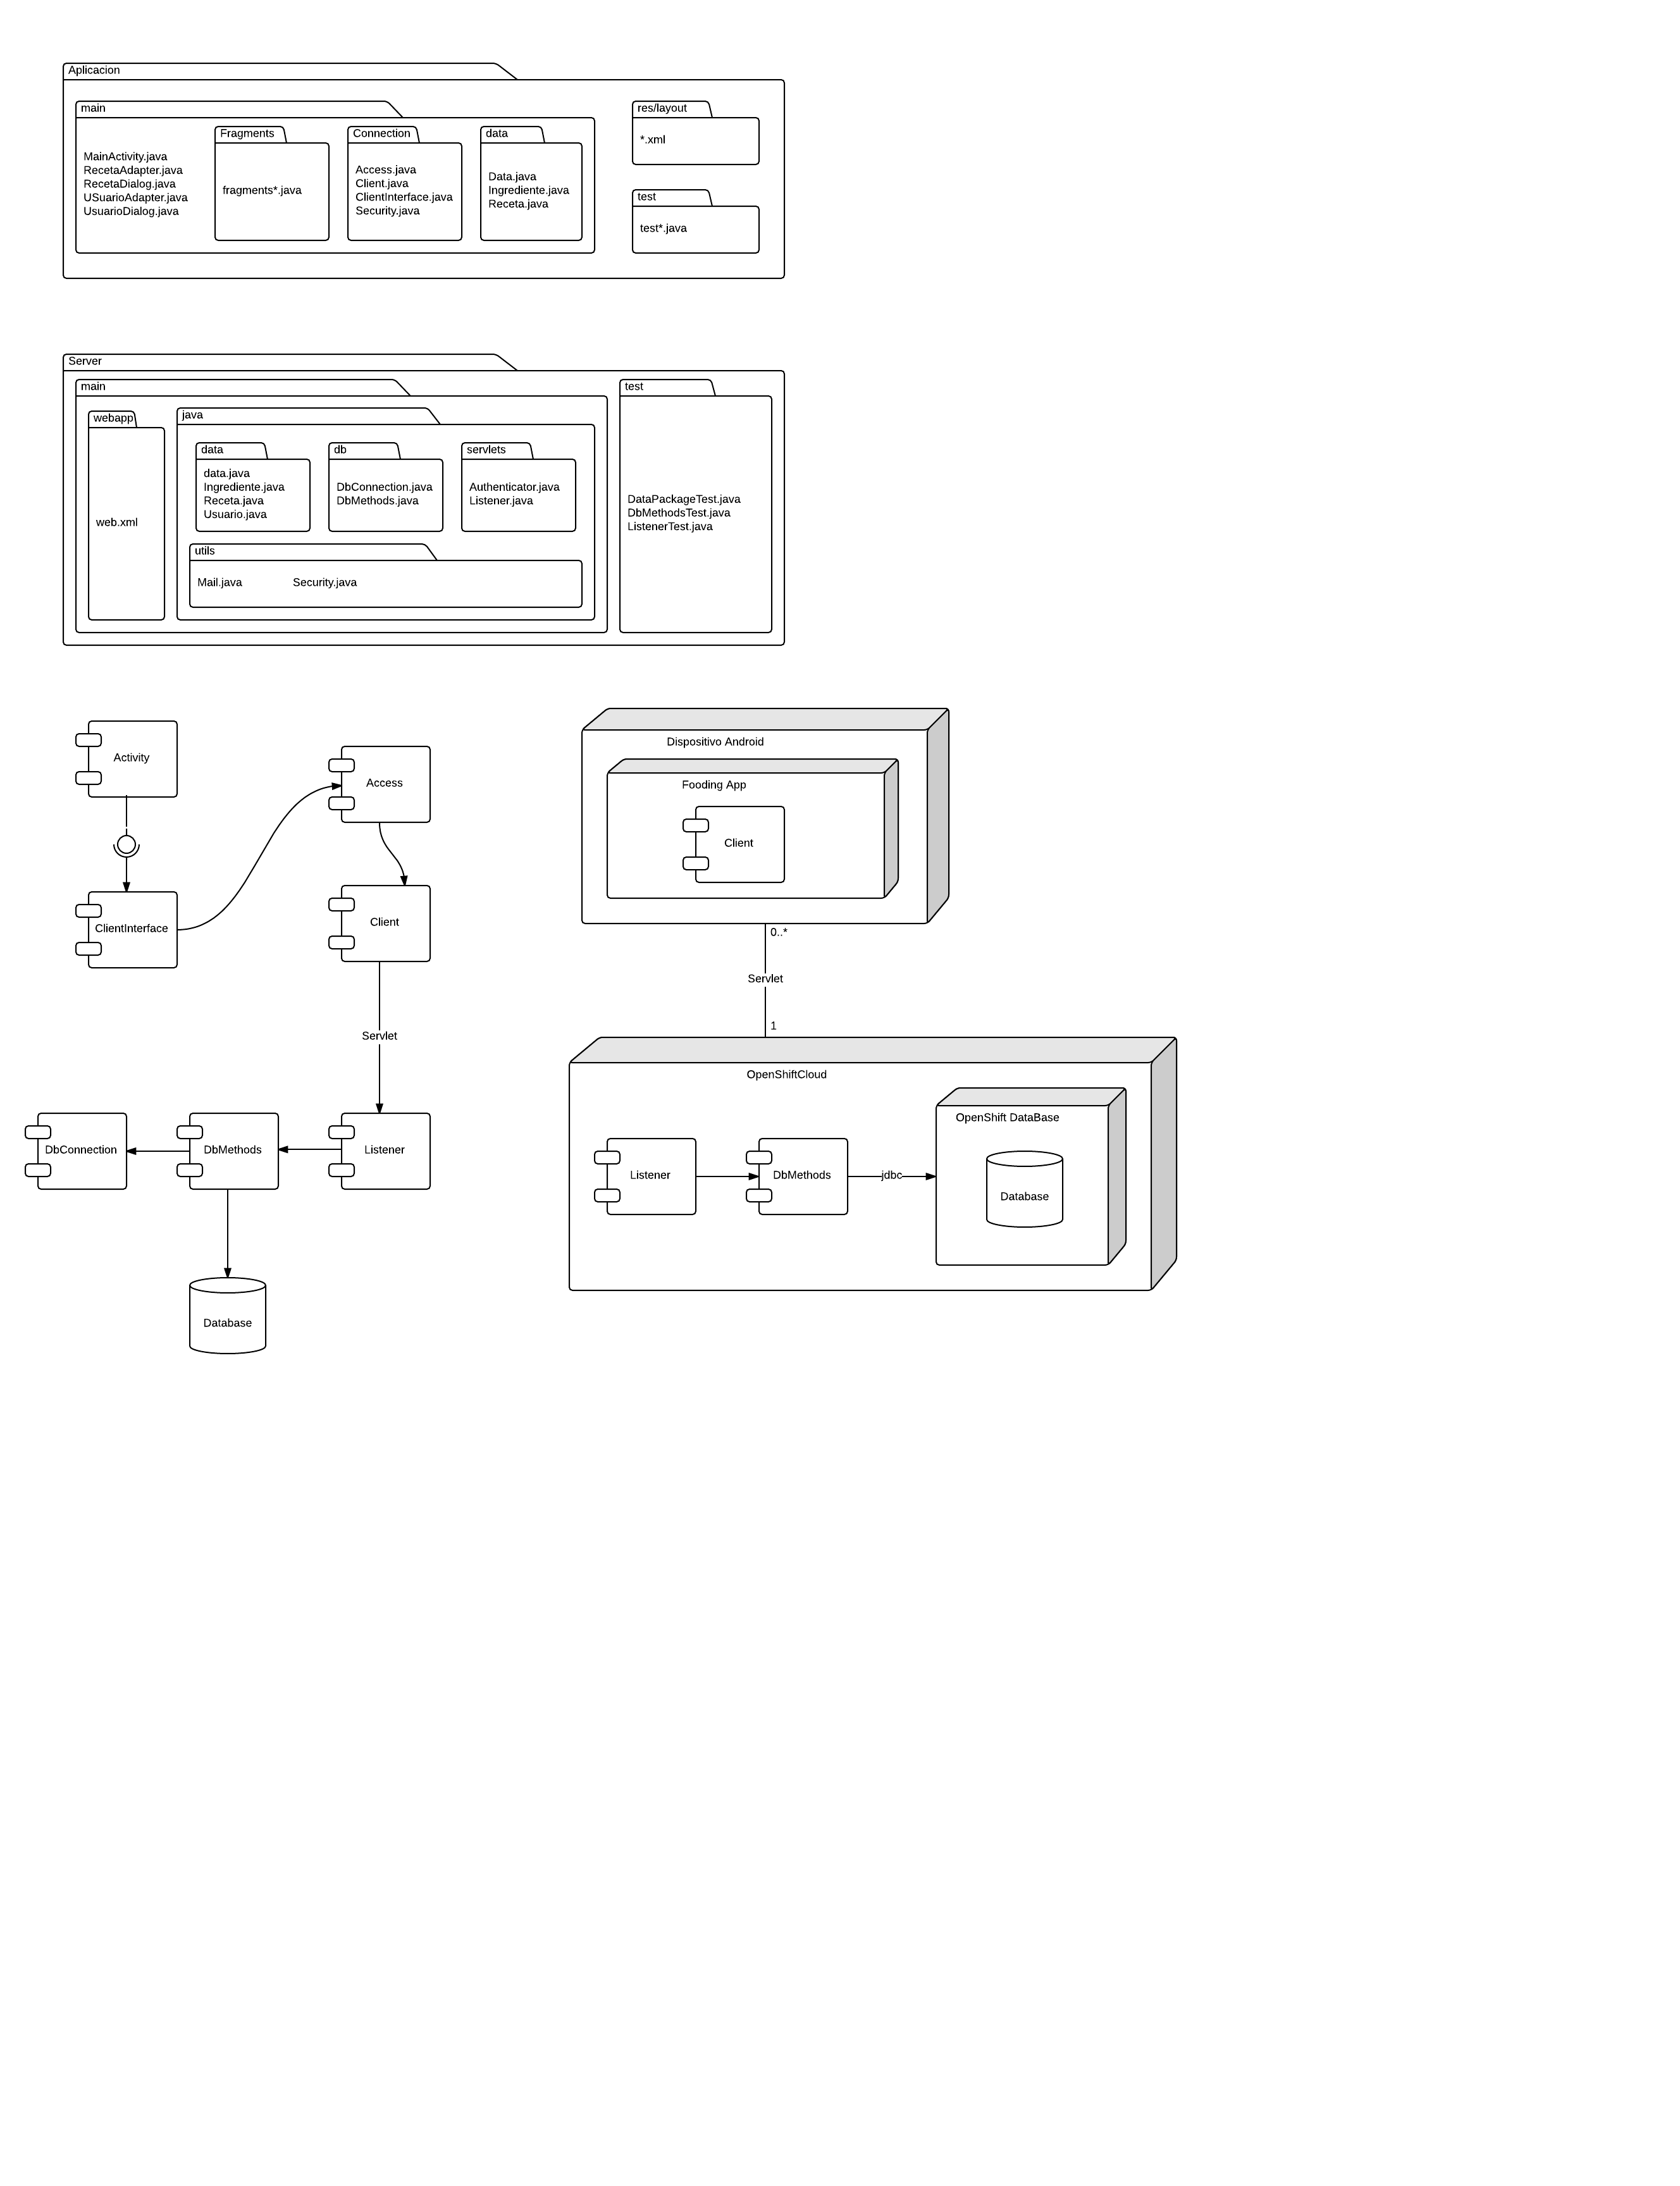 Aplicacion
main
MainActivity.java
RecetaAdapter.java
RecetaDialog.java
USuarioAdapter.java
UsuarioDialog.java
Fragments
fragments*.java
Connection
Access.java
Client.java
ClientInterface.java
Security.java
data
Data.java
Ingrediente.java
Receta.java
res/layout
*.xml
test
test*.java
Server
main
webapp
web.xml
java
data
data.java
Ingrediente.java
Receta.java
Usuario.java
db
DbConnection.java
DbMethods.java
servlets
Authenticator.java
Listener.java
utils
Mail.java
Security.java
test
DataPackageTest.java
DbMethodsTest.java
ListenerTest.java
Activity
Access
ClientInterface
Client
Servlet
DbConnection
DbMethods
Listener
Database
Dispositivo Android
Fooding App
Client
0..*
Servlet
1
OpenShiftCloud
Listener
DbMethods
jdbc
OpenShift DataBase
Database